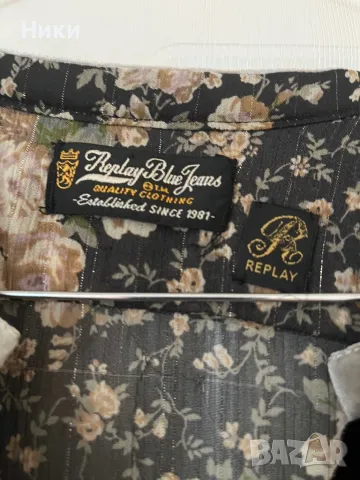 Ники
Replay Blue Jeans
® T.M.
QUALITY CLOTHING
-Established SINCE 1981-
R
REPLAY
bazar